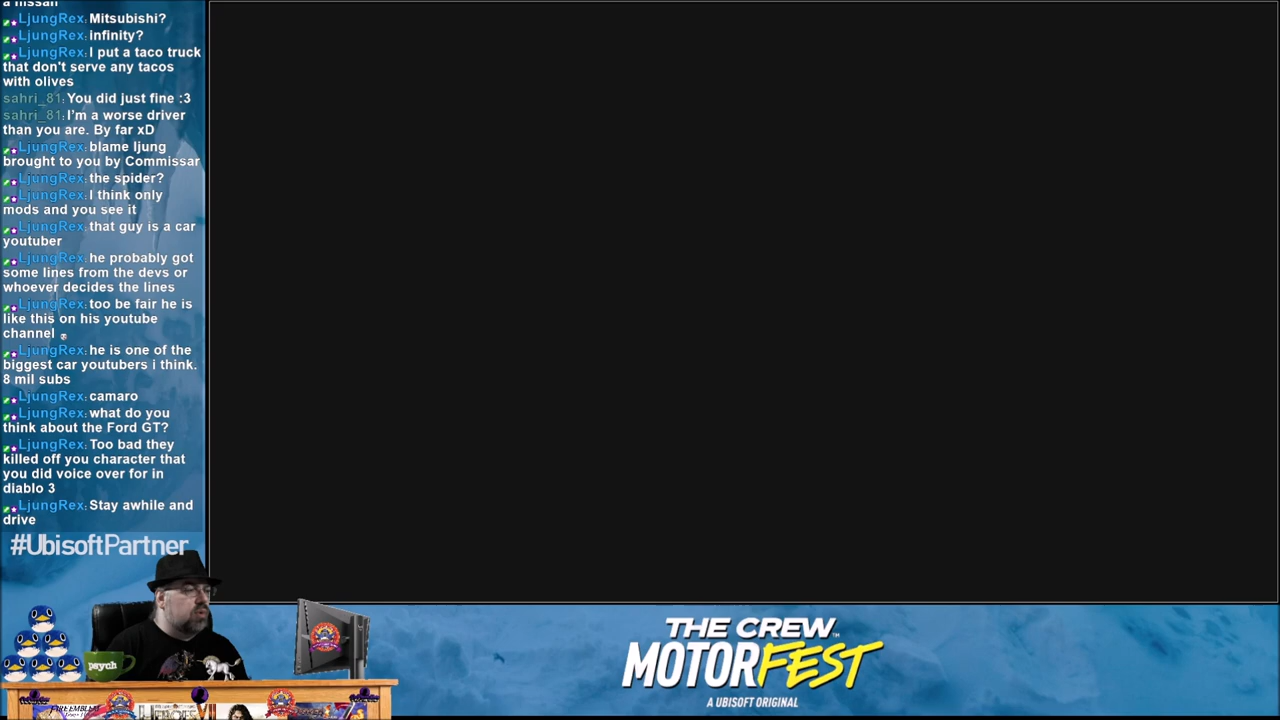 a nissan
LjungRex: Mitsubishi?
LjungRex: infinity?
LjungRex: I put a taco truck
that don't serve any tacos
with olives
sahri_81: You did just fine :3
sahri_81: I'm a worse driver
than you are. By far xD
LjungRex: blame ljung
brought to you by Commissar
LjungRex: the spider?
LjungRex: I think only
mods and you see it
LjungRex: that guy is a car
youtuber
LjungRex: he probably got
some lines from the devs or
whoever decides the lines
LjungRex: too be fair he is
like this on his youtube
channel
LjungRex: he is one of the
biggest car youtubers i think.
8 mil subs
LjungRex: camaro
LjungRex: what do you
think about the Ford GT?
LjungRex: Too bad they
killed off you character that
you did voice over for in
diablo 3
LjungRex: Stay awhile and
drive
#UbisoftPartner
psych
FIRE EMBLEM
HEROES VII
THE CREW™
MOTORFEST
A UBISOFT ORIGINAL